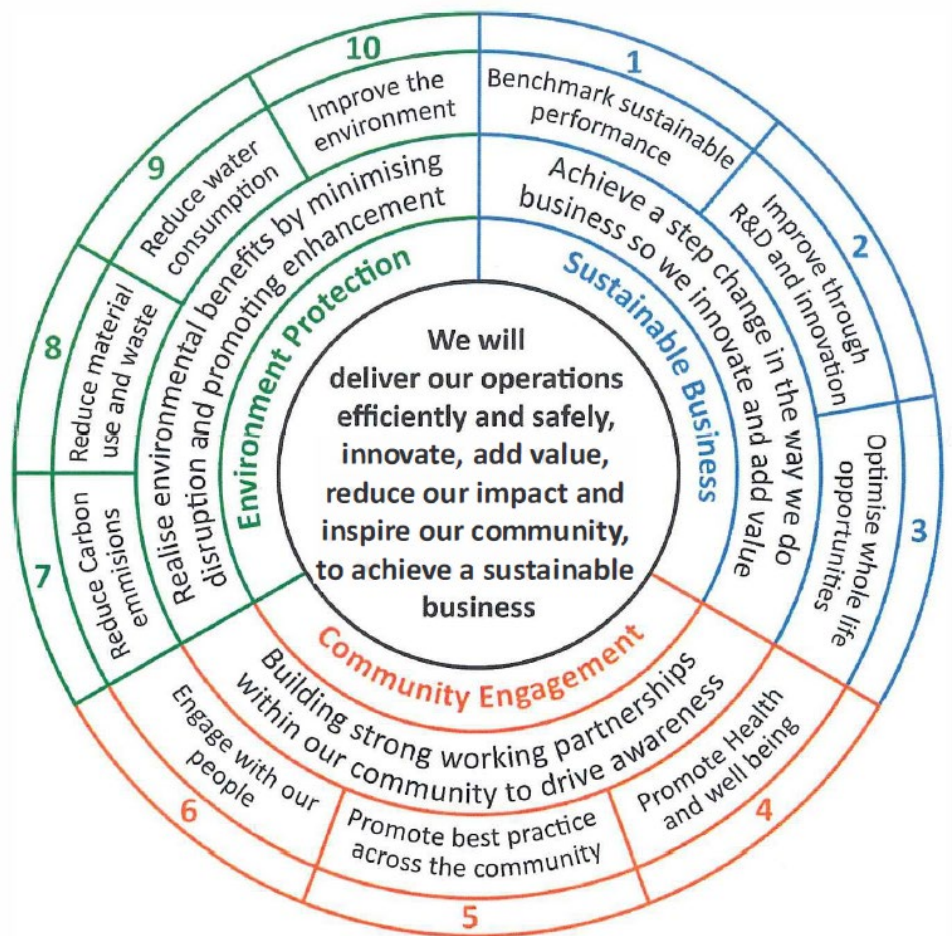 We will
deliver our operations
efficiently and safely,
innovate, add value,
reduce our impact and
inspire our community,
to achieve a sustainable
business
Sustainable Business
Achieve a step change in the way we do
business so we innovate and add value
1
Benchmark sustainable
performance
2
Improve through
R&D and innovation
3
Optimise whole life
opportunities
Community Engagement
Building strong working partnerships
within our community to drive awareness
4
Promote Health
and well being
5
Promote best practice
across the community
6
Engage with our
people
Environment Protection
Realise environmental benefits by minimising
disruption and promoting enhancement
7
Reduce Carbon
emmisions
8
Reduce material
use and waste
9
Reduce water
consumption
10
Improve the
environment